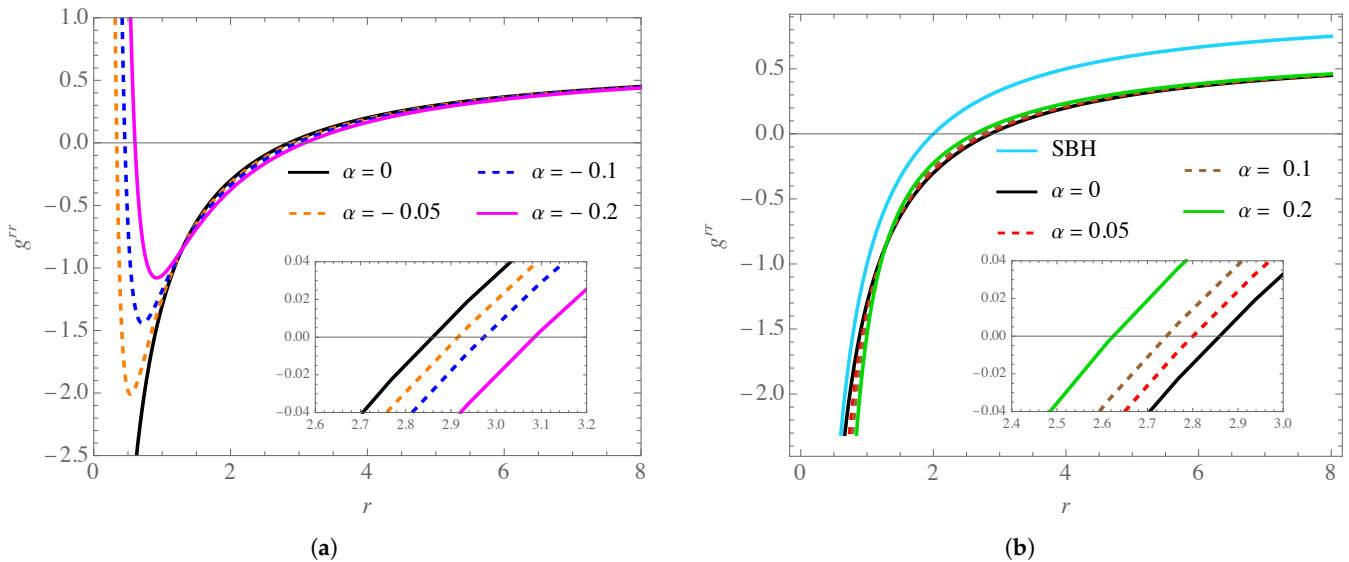 1.0
0.5
0.0
−0.5
−1.0
−1.5
−2.0
−2.5
g^{rr}
α = 0
α = − 0.1
α = − 0.05
α = − 0.2
0.04
0.02
0.00
−0.02
−0.04
2.6 2.7 2.8 2.9 3.0 3.1 3.2
0 2 4 6 8
r
(a)
0.5
0.0
−0.5
−1.0
−1.5
−2.0
g^{rr}
SBH
α = 0
α = 0.05
α = 0.1
α = 0.2
0.04
0.02
0.00
−0.02
−0.04
2.4 2.5 2.6 2.7 2.8 2.9 3.0
0 2 4 6 8
r
(b)